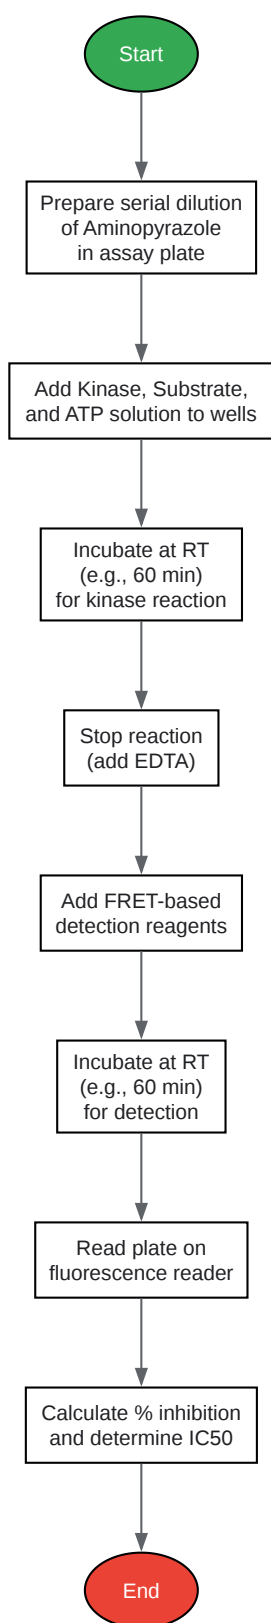 Start
Prepare serial dilution
of Aminopyrazole
in assay plate
Add Kinase, Substrate,
and ATP solution to wells
Incubate at RT
(e.g., 60 min)
for kinase reaction
Stop reaction
(add EDTA)
Add FRET-based
detection reagents
Incubate at RT
(e.g., 60 min)
for detection
Read plate on
fluorescence reader
Calculate % inhibition
and determine IC50
End